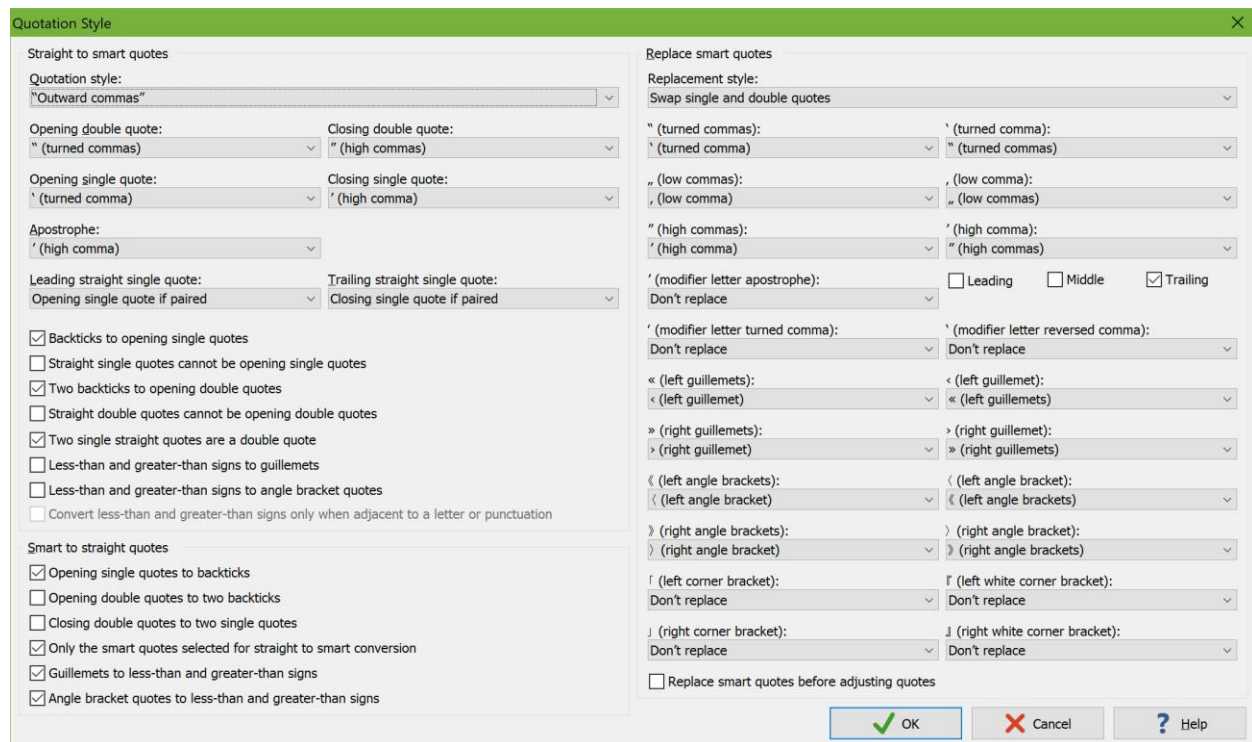 Quotation Style
Straight to smart quotes
Quotation style:
“Outward commas”
Opening double quote:
Closing double quote:
“ (turned commas)
” (high commas)
Opening single quote:
Closing single quote:
‘ (turned comma)
’ (high comma)
Apostrophe:
’ (high comma)
Leading straight single quote:
Trailing straight single quote:
Opening single quote if paired
Closing single quote if paired
Backticks to opening single quotes
Straight single quotes cannot be opening single quotes
Two backticks to opening double quotes
Straight double quotes cannot be opening double quotes
Two single straight quotes are a double quote
Less-than and greater-than signs to guillemets
Less-than and greater-than signs to angle bracket quotes
Convert less-than and greater-than signs only when adjacent to a letter or punctuation
Smart to straight quotes
Opening single quotes to backticks
Opening double quotes to two backticks
Closing double quotes to two single quotes
Only the smart quotes selected for straight to smart conversion
Guillemets to less-than and greater-than signs
Angle bracket quotes to less-than and greater-than signs
Replace smart quotes
Replacement style:
Swap single and double quotes
“ (turned commas):
‘ (turned comma):
‘ (turned comma)
“ (turned commas)
„ (low commas):
‚ (low comma):
‚ (low comma)
„ (low commas)
” (high commas):
’ (high comma):
’ (high comma)
” (high commas)
ʼ (modifier letter apostrophe):
Leading
Middle
Trailing
Don’t replace
ʻ (modifier letter turned comma):
ʽ (modifier letter reversed comma):
Don’t replace
Don’t replace
« (left guillemets):
‹ (left guillemet):
‹ (left guillemet)
« (left guillemets)
» (right guillemets):
› (right guillemet):
› (right guillemet)
» (right guillemets)
《 (left angle brackets):
〈 (left angle bracket):
〈 (left angle bracket)
《 (left angle brackets)
》 (right angle brackets):
〉 (right angle bracket):
〉 (right angle bracket)
》 (right angle brackets)
「 (left corner bracket):
『 (left white corner bracket):
Don’t replace
Don’t replace
」 (right corner bracket):
』 (right white corner bracket):
Don’t replace
Don’t replace
Replace smart quotes before adjusting quotes
OK
Cancel
? Help